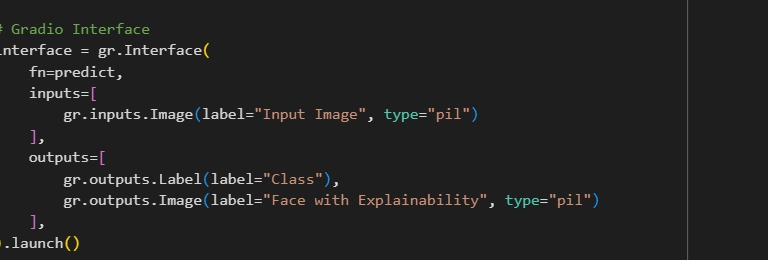 # Gradio Interface
interface = gr.Interface(
    fn=predict,
    inputs=[
        gr.inputs.Image(label="Input Image", type="pil")
    ],
    outputs=[
        gr.outputs.Label(label="Class"),
        gr.outputs.Image(label="Face with Explainability", type="pil")
    ],
).launch()